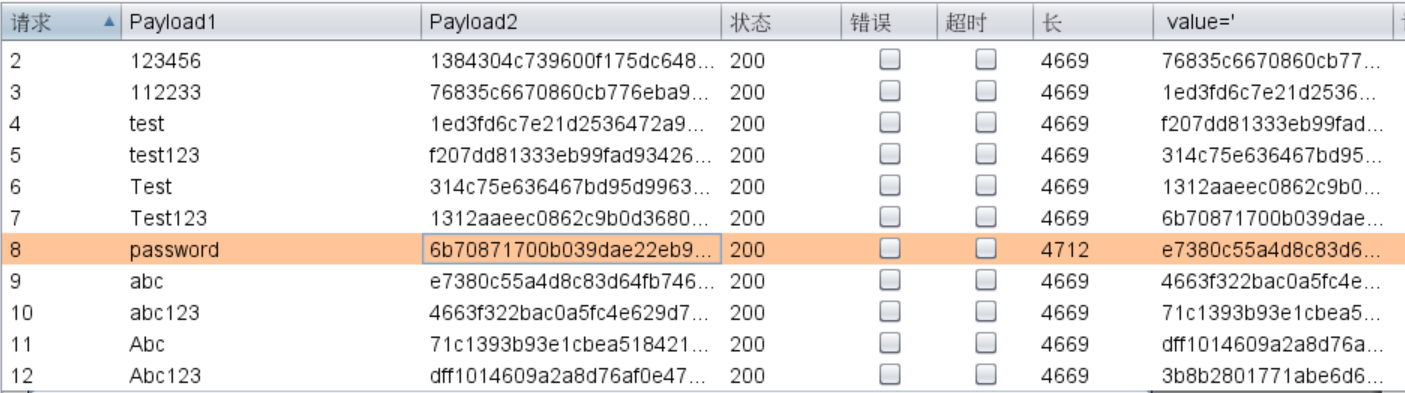 请求 Payload1 Payload2 状态 错误 超时 长 value='
2 123456 1384304c739600f175dc648... 200 4669 76835c6670860cb77...
3 112233 76835c6670860cb776eba9... 200 4669 1ed3fd6c7e21d2536...
4 test 1ed3fd6c7e21d2536472a9... 200 4669 f207dd81333eb99fad...
5 test123 f207dd81333eb99fad93426... 200 4669 314c75e636467bd95...
6 Test 314c75e636467bd95d9963... 200 4669 1312aaeec0862c9b0...
7 Test123 1312aaeec0862c9b0d3680... 200 4669 6b70871700b039dae...
8 password 6b70871700b039dae22eb9... 200 4712 e7380c55a4d8c83d6...
9 abc e7380c55a4d8c83d64fb746... 200 4669 4663f322bac0a5fc4e...
10 abc123 4663f322bac0a5fc4e629d7... 200 4669 71c1393b93e1cbea5...
11 Abc 71c1393b93e1cbea518421... 200 4669 dff1014609a2a8d76a...
12 Abc123 dff1014609a2a8d76af0e47... 200 4669 3b8b2801771abe6d6...